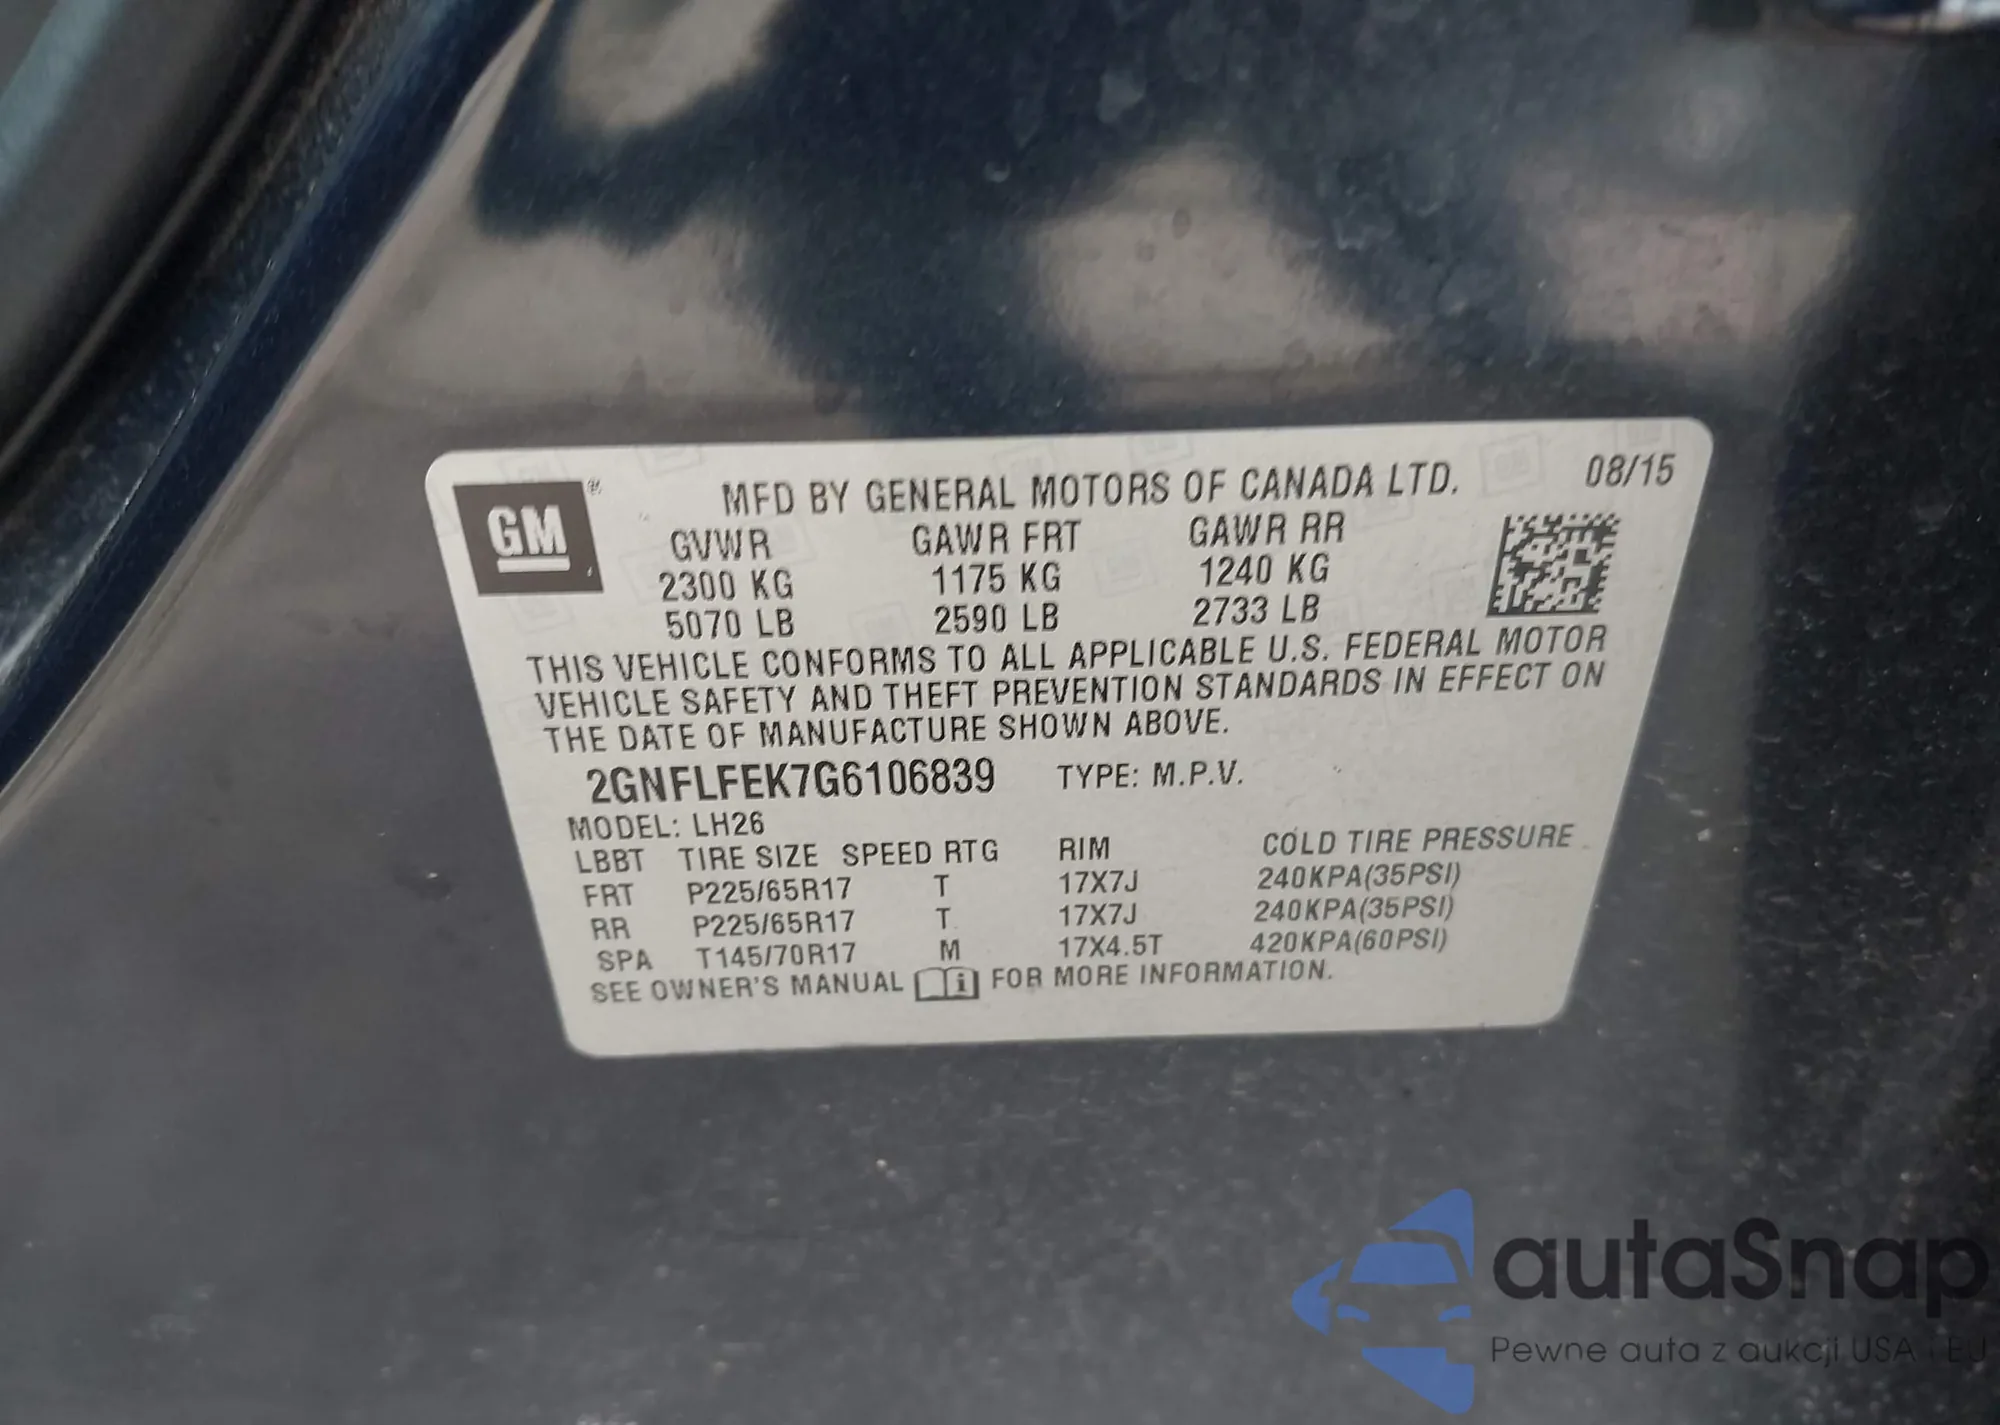 GM ® MFD BY GENERAL MOTORS OF CANADA LTD. 08/15
GVWR GAWR FRT GAWR RR
2300 KG 1175 KG 1240 KG
5070 LB 2590 LB 2733 LB
THIS VEHICLE CONFORMS TO ALL APPLICABLE U.S. FEDERAL MOTOR
VEHICLE SAFETY AND THEFT PREVENTION STANDARDS IN EFFECT ON
THE DATE OF MANUFACTURE SHOWN ABOVE.
2GNFLFEK7G6106839 TYPE: M.P.V.
MODEL: LH26
LBBT TIRE SIZE SPEED RTG RIM COLD TIRE PRESSURE
FRT P225/65R17 T 17X7J 240KPA(35PSI)
RR P225/65R17 T 17X7J 240KPA(35PSI)
SPA T145/70R17 M 17X4.5T 420KPA(60PSI)
SEE OWNER'S MANUAL i FOR MORE INFORMATION.
autaSnap
Pewne auta z aukcji USA i EU